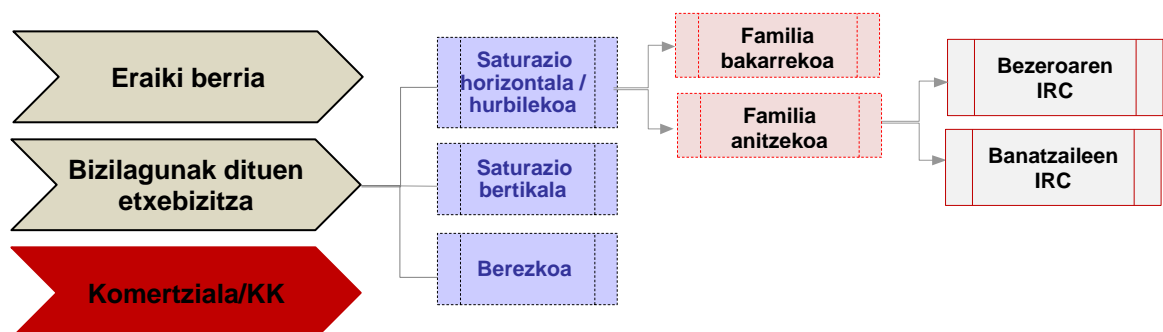 Eraiki berria
Bizilagunak dituen
etxebizitza
Komertziala/KK
Saturazio
horizontala /
hurbilekoa
Saturazio
bertikala
Berezkoa
Familia
bakarrekoa
Familia
anitzekoa
Bezeroaren
IRC
Banatzaileen
IRC